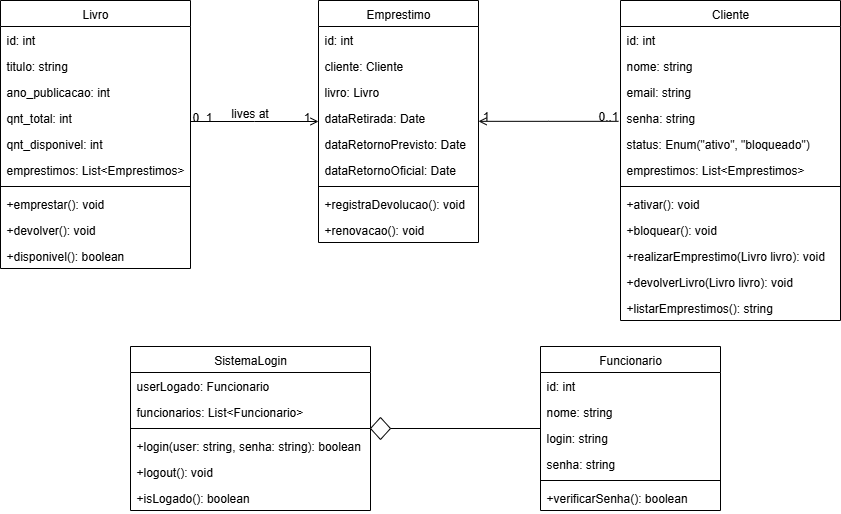 Livro
id: int
titulo: string
ano_publicacao: int
qnt_total: int
qnt_disponivel: int
emprestimos: List<Emprestimos>
+emprestar(): void
+devolver(): void
+disponivel(): boolean
0..1
lives at
1
Emprestimo
id: int
cliente: Cliente
livro: Livro
dataRetirada: Date
dataRetornoPrevisto: Date
dataRetornoOficial: Date
+registraDevolucao(): void
+renovacao(): void
1
0..1
Cliente
id: int
nome: string
email: string
senha: string
status: Enum("ativo", "bloqueado")
emprestimos: List<Emprestimos>
+ativar(): void
+bloquear(): void
+realizarEmprestimo(Livro livro): void
+devolverLivro(Livro livro): void
+listarEmprestimos(): string
SistemaLogin
userLogado: Funcionario
funcionarios: List<Funcionario>
+login(user: string, senha: string): boolean
+logout(): void
+isLogado(): boolean
Funcionario
id: int
nome: string
login: string
senha: string
+verificarSenha(): boolean